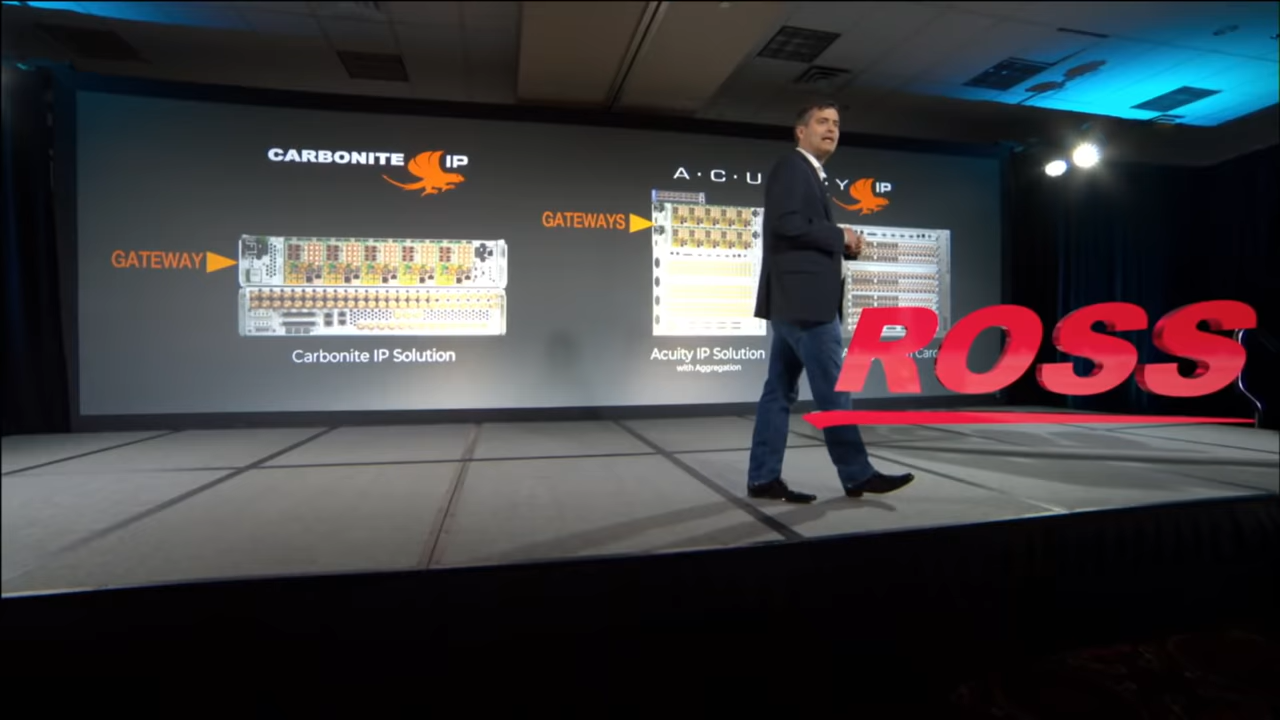 CARBONITE IP
A·C·U Y IP
GATEWAYS
GATEWAY
Carbonite IP Solution
Acuity IP Solution
with Aggregation
ROSS